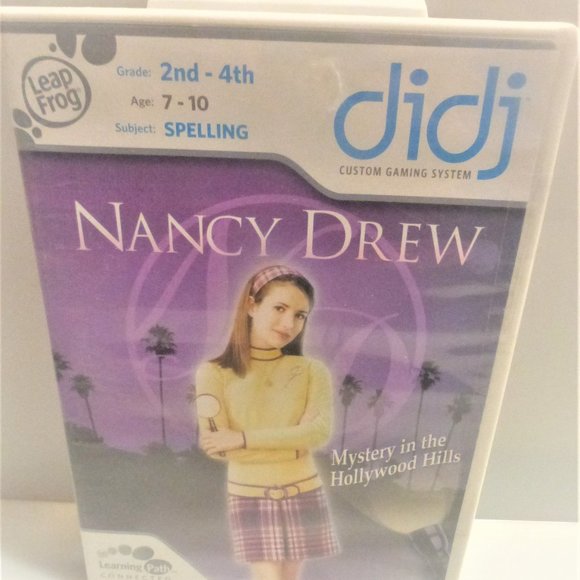 Leap
Frog
Grade: 2nd - 4th
Age: 7 - 10
Subject: SPELLING
didj
CUSTOM GAMING SYSTEM
NANCY DREW
Mystery in the
Hollywood Hills
Learning Path
CONNECTED